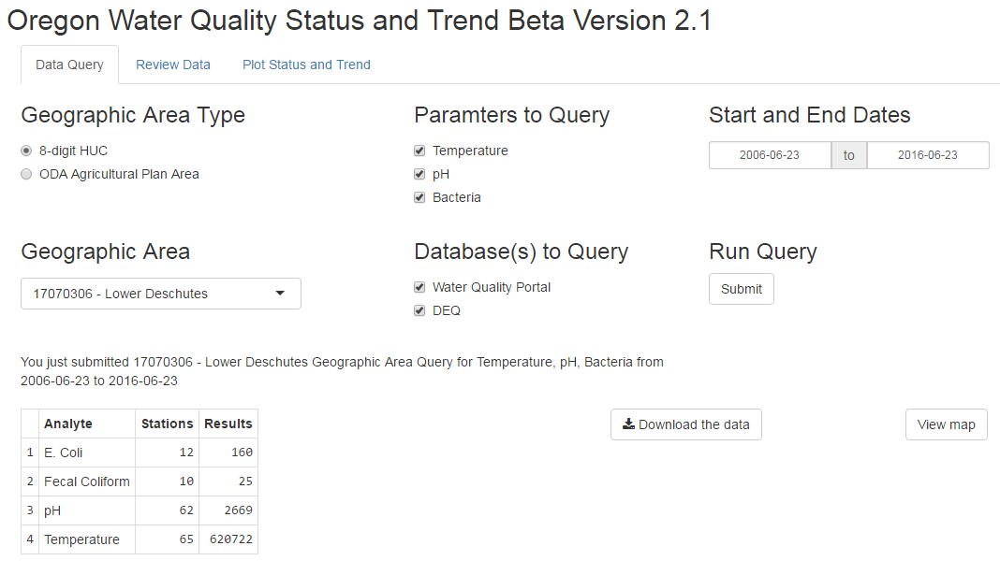 Oregon Water Quality Status and Trend Beta Version 2.1
Data Query Review Data Plot Status and Trend
Geographic Area Type
8-digit HUC
ODA Agricultural Plan Area
Paramters to Query
Temperature
pH
Bacteria
Start and End Dates
2006-06-23 to 2016-06-23
Geographic Area
17070306 - Lower Deschutes
Database(s) to Query
Water Quality Portal
DEQ
Run Query
Submit
You just submitted 17070306 - Lower Deschutes Geographic Area Query for Temperature, pH, Bacteria from
2006-06-23 to 2016-06-23
Analyte Stations Results
1 E. Coli 12 160
2 Fecal Coliform 10 25
3 pH 62 2669
4 Temperature 65 620722
Download the data
View map